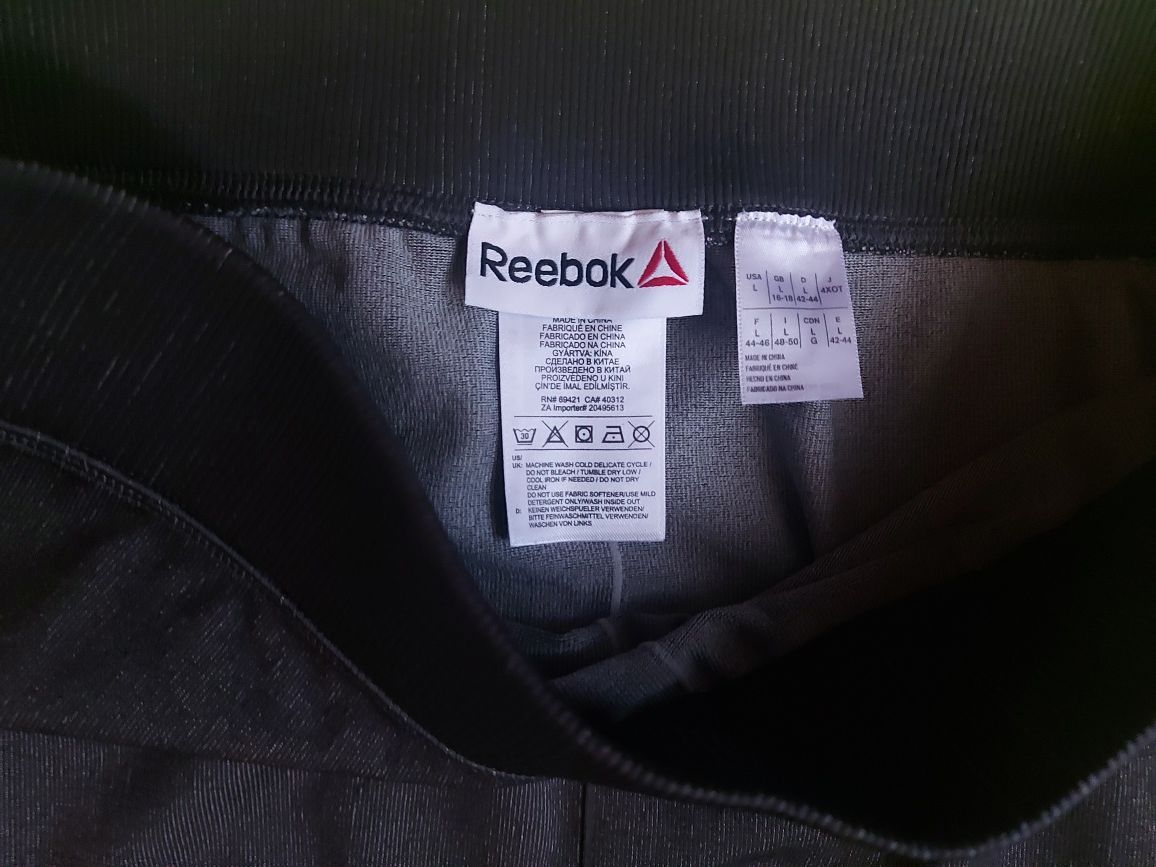 Reebok
MADE IN CHINA
FABRIQUÉ EN CHINE
FABRICADO EN CHINA
FABRICADO NA CHINA
GYÁRTVA: KÍNA
СДЕЛАНО В КИТАЕ
ПРОИЗВЕДЕНО В КИТАЙ
PROIZVEDENO U KINI
ÇİN'DE İMAL EDİLMİŞTİR.
RN# 69421 CA# 40312
ZA Importer# 20495613
30
US/
UK: MACHINE WASH COLD DELICATE CYCLE /
DO NOT BLEACH / TUMBLE DRY LOW /
COOL IRON IF NEEDED / DO NOT DRY
CLEAN
DO NOT USE FABRIC SOFTENER/USE MILD
DETERGENT ONLY/WASH INSIDE OUT
D: KEINEN WEICHSPUELER VERWENDEN/
BITTE FEINWASCHMITTEL VERWENDEN/
WASCHEN VON LINKS
USA GB D J
L L L 4XOT
16-18 42-44
F I CDN E
L L L L
44-46 48-50 G 42-44
MADE IN CHINA
FABRIQUÉ EN CHINE
HECHO EN CHINA
FABRICADO NA CHINA